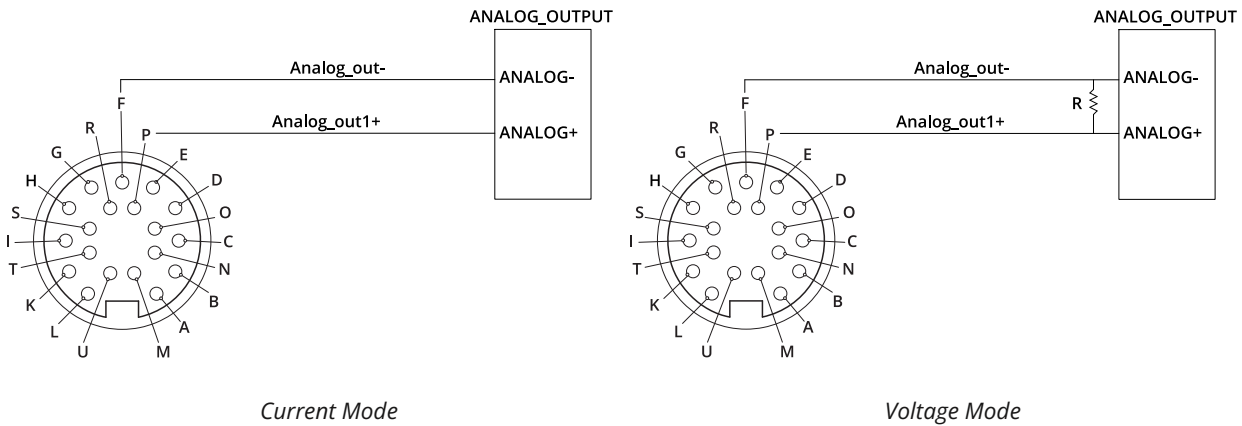 ANALOG_OUTPUT
Analog_out-
ANALOG-
F
Analog_out1+
ANALOG+
R
P
G
E
H
D
S
O
I
C
T
N
K
B
L
A
U
M
Current Mode
ANALOG_OUTPUT
Analog_out-
ANALOG-
R
F
Analog_out1+
ANALOG+
R
P
G
E
H
D
S
O
I
C
T
N
K
B
L
A
U
M
Voltage Mode